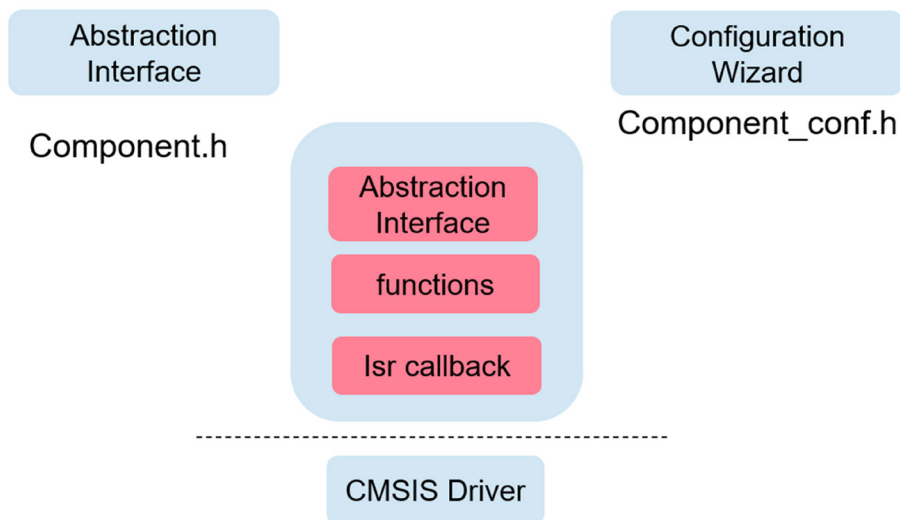 Abstraction
Interface
Component.h
Configuration
Wizard
Component_conf.h
Abstraction
Interface
functions
Isr callback
CMSIS Driver